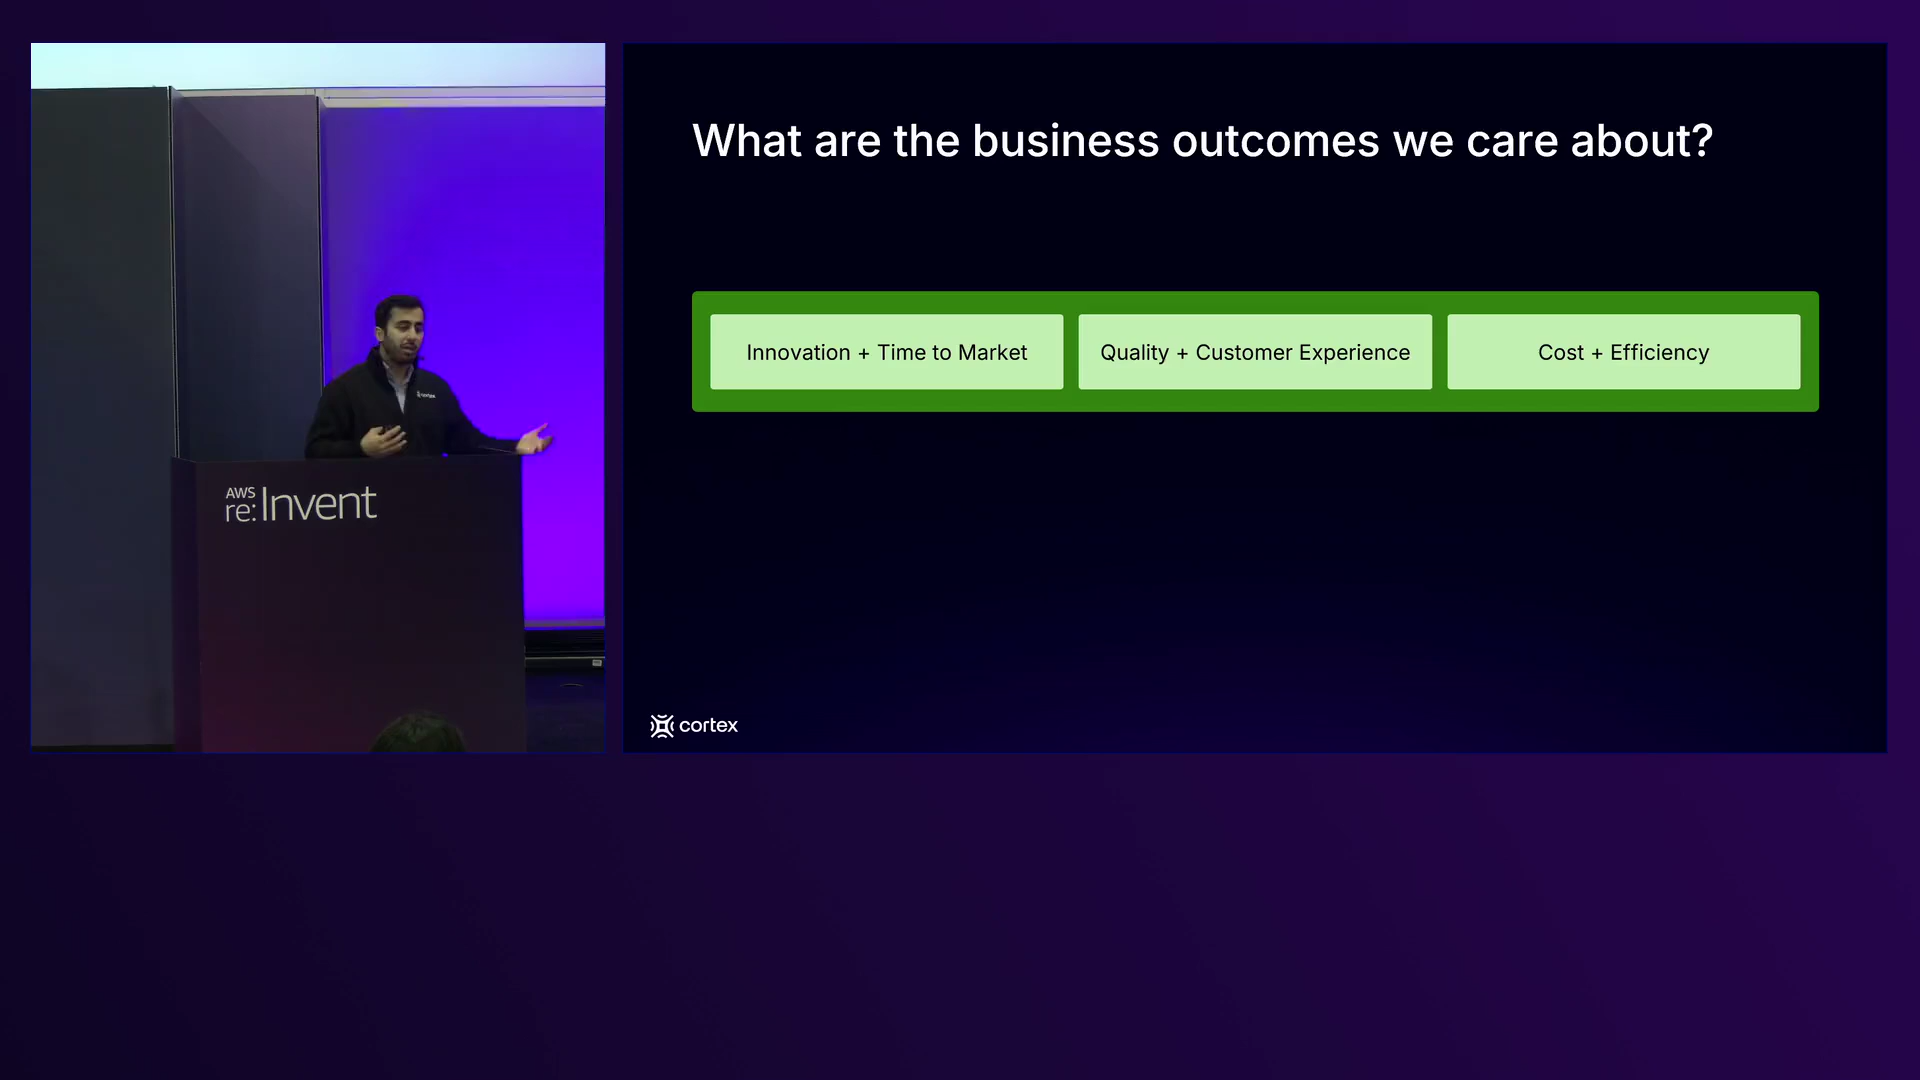 What are the business outcomes we care about?
Innovation + Time to Market
Quality + Customer Experience
Cost + Efficiency
cortex
AWS
re:Invent
cortex